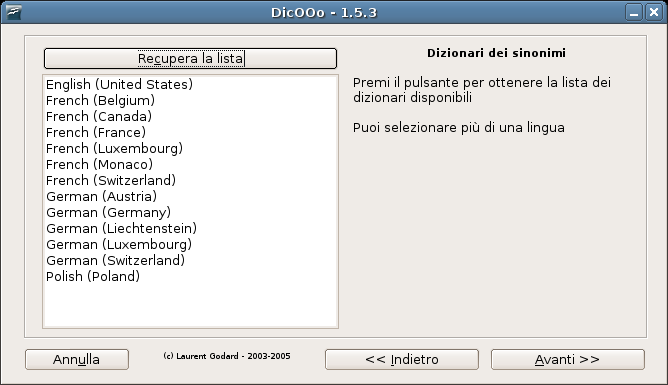 DicOOo - 1.5.3
Recupera la lista
English (United States)
French (Belgium)
French (Canada)
French (France)
French (Luxembourg)
French (Monaco)
French (Switzerland)
German (Austria)
German (Germany)
German (Liechtenstein)
German (Luxembourg)
German (Switzerland)
Polish (Poland)
Dizionari dei sinonimi
Premi il pulsante per ottenere la lista dei
dizionari disponibili
Puoi selezionare più di una lingua
Annulla
(c) Laurent Godard - 2003-2005
<< Indietro
Avanti >>